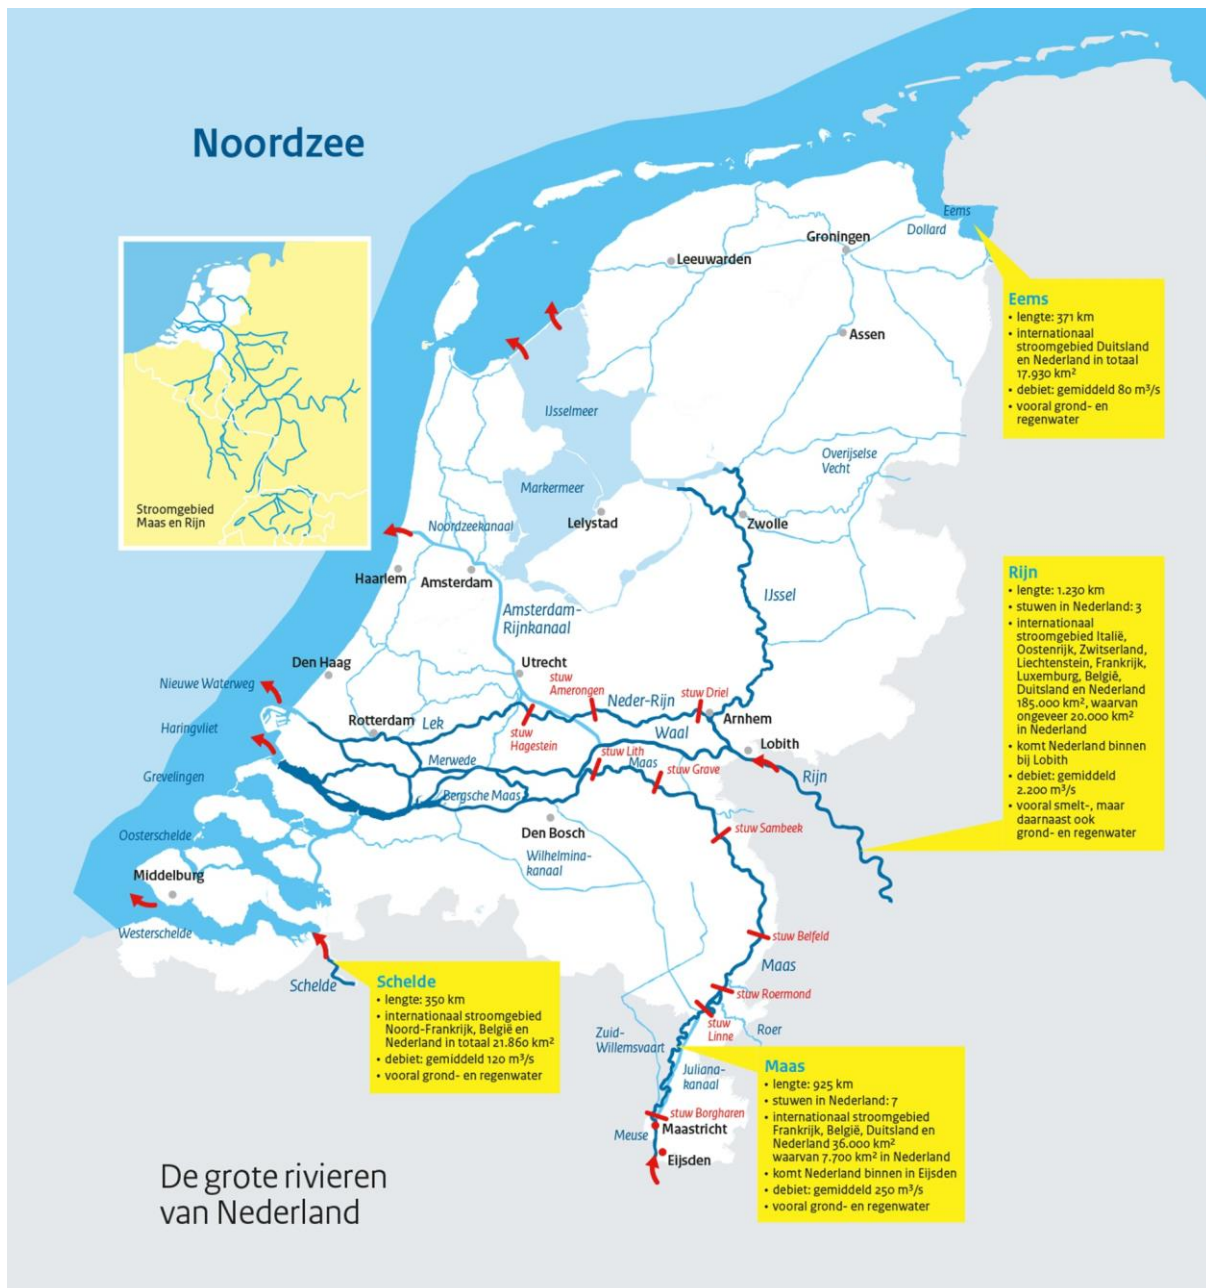 Noordzee
Eems
Dollard
Groningen
Leeuwarden
Assen
Eems
• lengte: 371 km
• internationaal
stroomgebied Duitsland
en Nederland in totaal
17.930 km²
• debiet: gemiddeld 80 m³/s
• vooral grond- en
regenwater
Stroomgebied
Maas en Rijn
IJsselmeer
Markermeer
Lelystad
Overijselse
Vecht
Zwolle
Noordzeekanaal
Haarlem
Amsterdam
Amsterdam-
Rijnkanaal
IJssel
Rijn
• lengte: 1.230 km
• stuwen in Nederland: 3
• internationaal
stroomgebied Italië,
Oostenrijk, Zwitserland,
Liechtenstein, Frankrijk,
Luxemburg, België,
Duitsland en Nederland
185.000 km², waarvan
ongeveer 20.000 km²
in Nederland
• komt Nederland binnen
bij Lobith
• debiet: gemiddeld
2.200 m³/s
• vooral smelt-, maar
daarnaast ook
grond- en regenwater
Den Haag
Utrecht
Nieuwe Waterweg
stuw
Amerongen
Neder-Rijn
stuw Driel
Haringvliet
Rotterdam
Lek
stuw
Hagestein
Waal
Arnhem
Lobith
Rijn
Grevelingen
Merwede
stuw Lith
Maas
stuw Grave
Bergsche Maas
Oosterschelde
Den Bosch
stuw Sambeek
Wilhelmina-
kanaal
Middelburg
Westerschelde
stuw Belfeld
Maas
Schelde
Schelde
• lengte: 350 km
• internationaal stroomgebied
Noord-Frankrijk, België en
Nederland in totaal 21.860 km²
• debiet: gemiddeld 120 m³/s
• vooral grond- en regenwater
stuw Roermond
stuw
Linne
Roer
Zuid-
Willemsvaart
Juliana-
kanaal
stuw Borgharen
Meuse
Maastricht
Eijsden
Maas
• lengte: 925 km
• stuwen in Nederland: 7
• internationaal stroomgebied
Frankrijk, België, Duitsland en
Nederland 36.000 km²
waarvan 7.700 km² in Nederland
• komt Nederland binnen in Eijsden
• debiet: gemiddeld 250 m³/s
• vooral grond- en regenwater
De grote rivieren
van Nederland